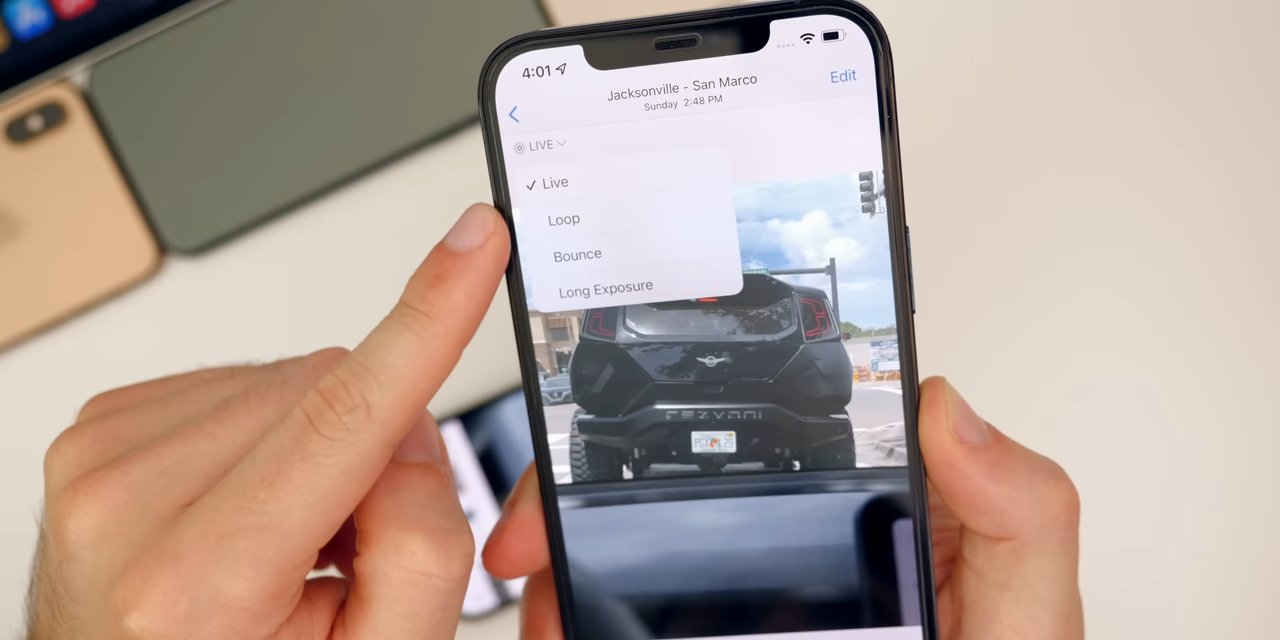 4:01
Jacksonville - San Marco
Sunday 2:48 PM
Edit
LIVE
Live
Loop
Bounce
Long Exposure
REZVANI